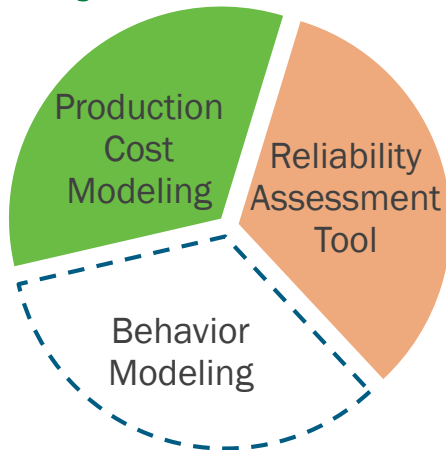 Production
Cost
Modeling
Reliability
Assessment
Tool
Behavior
Modeling